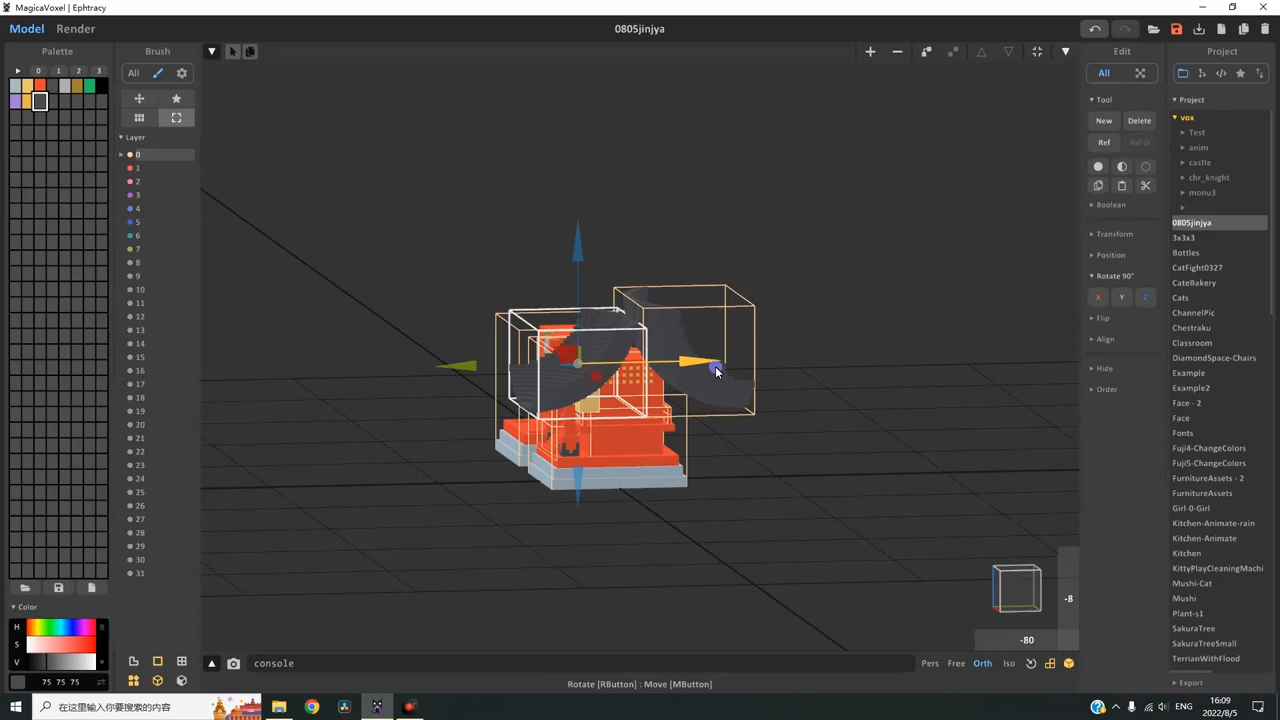 MagicaVoxel | Ephtracy
Model Render
0805jinjya
Palette
0 1 2 3
Color
H
S
V
75 75 75
Brush
All
Layer
0
1
2
3
4
5
6
7
8
9
10
11
12
13
14
15
16
17
18
19
20
21
22
23
24
25
26
27
28
29
30
31
-8
-80
console
Pers Free Orth Iso
Rotate [RButton] : Move [MButton]
Edit
All
Tool
New Delete
Ref Ref D
Boolean
Transform
Position
Rotate 90°
X Y Z
Flip
Align
Hide
Order
Project
Project
vox
Test
anim
castle
chr_knight
monu3
0805jinjya
3x3x3
Bottles
CatFight0327
CateBakery
Cats
ChannelPic
Chestraku
Classroom
DiamondSpace-Chairs
Example
Example2
Face - 2
Face
Fonts
Fuji4-ChangeColors
Fuji5-ChangeColors
FurnitureAssets - 2
FurnitureAssets
Girl-0-Girl
Kitchen-Animate-rain
Kitchen-Animate
Kitchen
KittyPlayCleaningMachi
Mushi-Cat
Mushi
Plant-s1
SakuraTree
SakuraTreeSmall
TerrianWithFlood
Export
在这里输入你要搜索的内容
ENG
16:09
2022/8/5